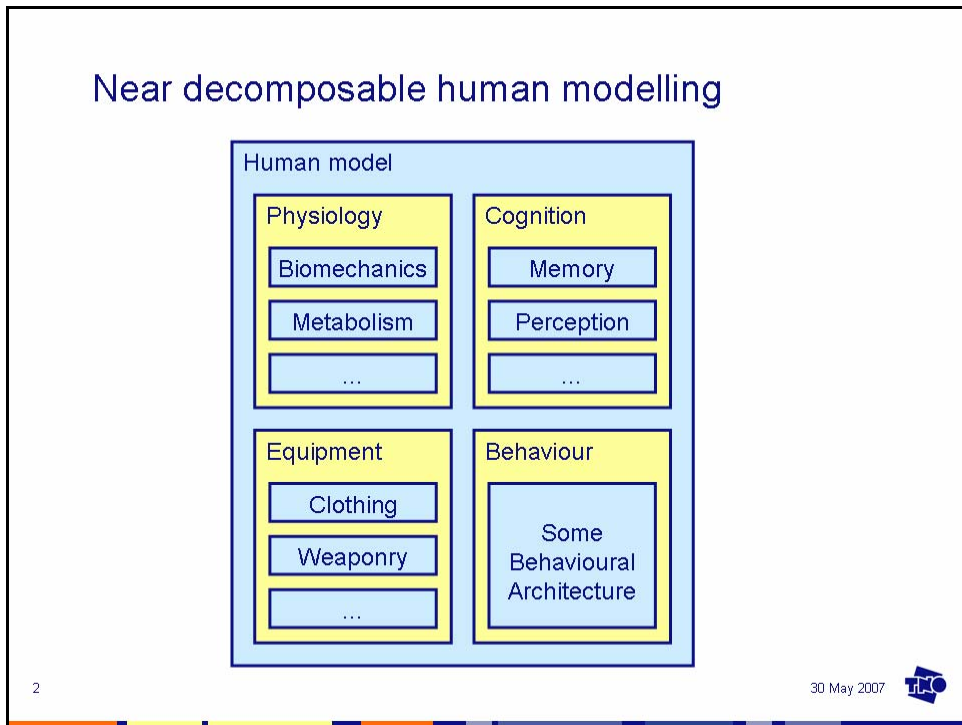 Near decomposable human modelling
Human model
Physiology
Biomechanics
Metabolism
...
Cognition
Memory
Perception
...
Equipment
Clothing
Weaponry
...
Behaviour
Some
Behavioural
Architecture
2
30 May 2007
TNO